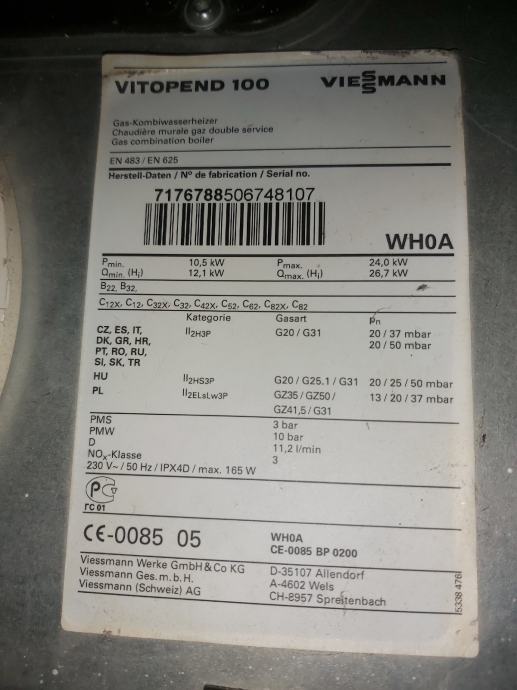 VITOPEND 100 VIESSMANN
Gas-Kombiwasserheizer
Chaudière murale gaz double service
Gas combination boiler
EN 483 / EN 625
Herstell-Daten / Nº de fabrication / Serial no.
7176788506748107
WH0A
Pmin. 10,5 kW Pmax. 24,0 kW
Qmin. (Hi) 12,1 kW Qmax. (Hi) 26,7 kW
B22, B32,
C12X, C12, C32X, C32, C42X, C52, C62, C82X, C82
Kategorie Gasart pn
CZ, ES, IT, II2H3P G20 / G31 20 / 37 mbar
DK, GR, HR, 20 / 50 mbar
PT, RO, RU,
SI, SK, TR
HU II2HS3P G20 / G25.1 / G31 20 / 25 / 50 mbar
PL II2ELsLw3P GZ35 / GZ50 / 13 / 20 / 37 mbar
GZ41,5 / G31
PMS 3 bar
PMW 10 bar
D 11,2 l/min
NOx-Klasse 3
230 V~ / 50 Hz / IPX4D / max. 165 W
РСТ
ГС 01
CE-0085 05 WH0A
CE-0085 BP 0200
Viessmann Werke GmbH & Co KG D-35107 Allendorf
Viessmann Ges. m. b. H. A-4602 Wels
Viessmann (Schweiz) AG CH-8957 Spreitenbach
5338 476